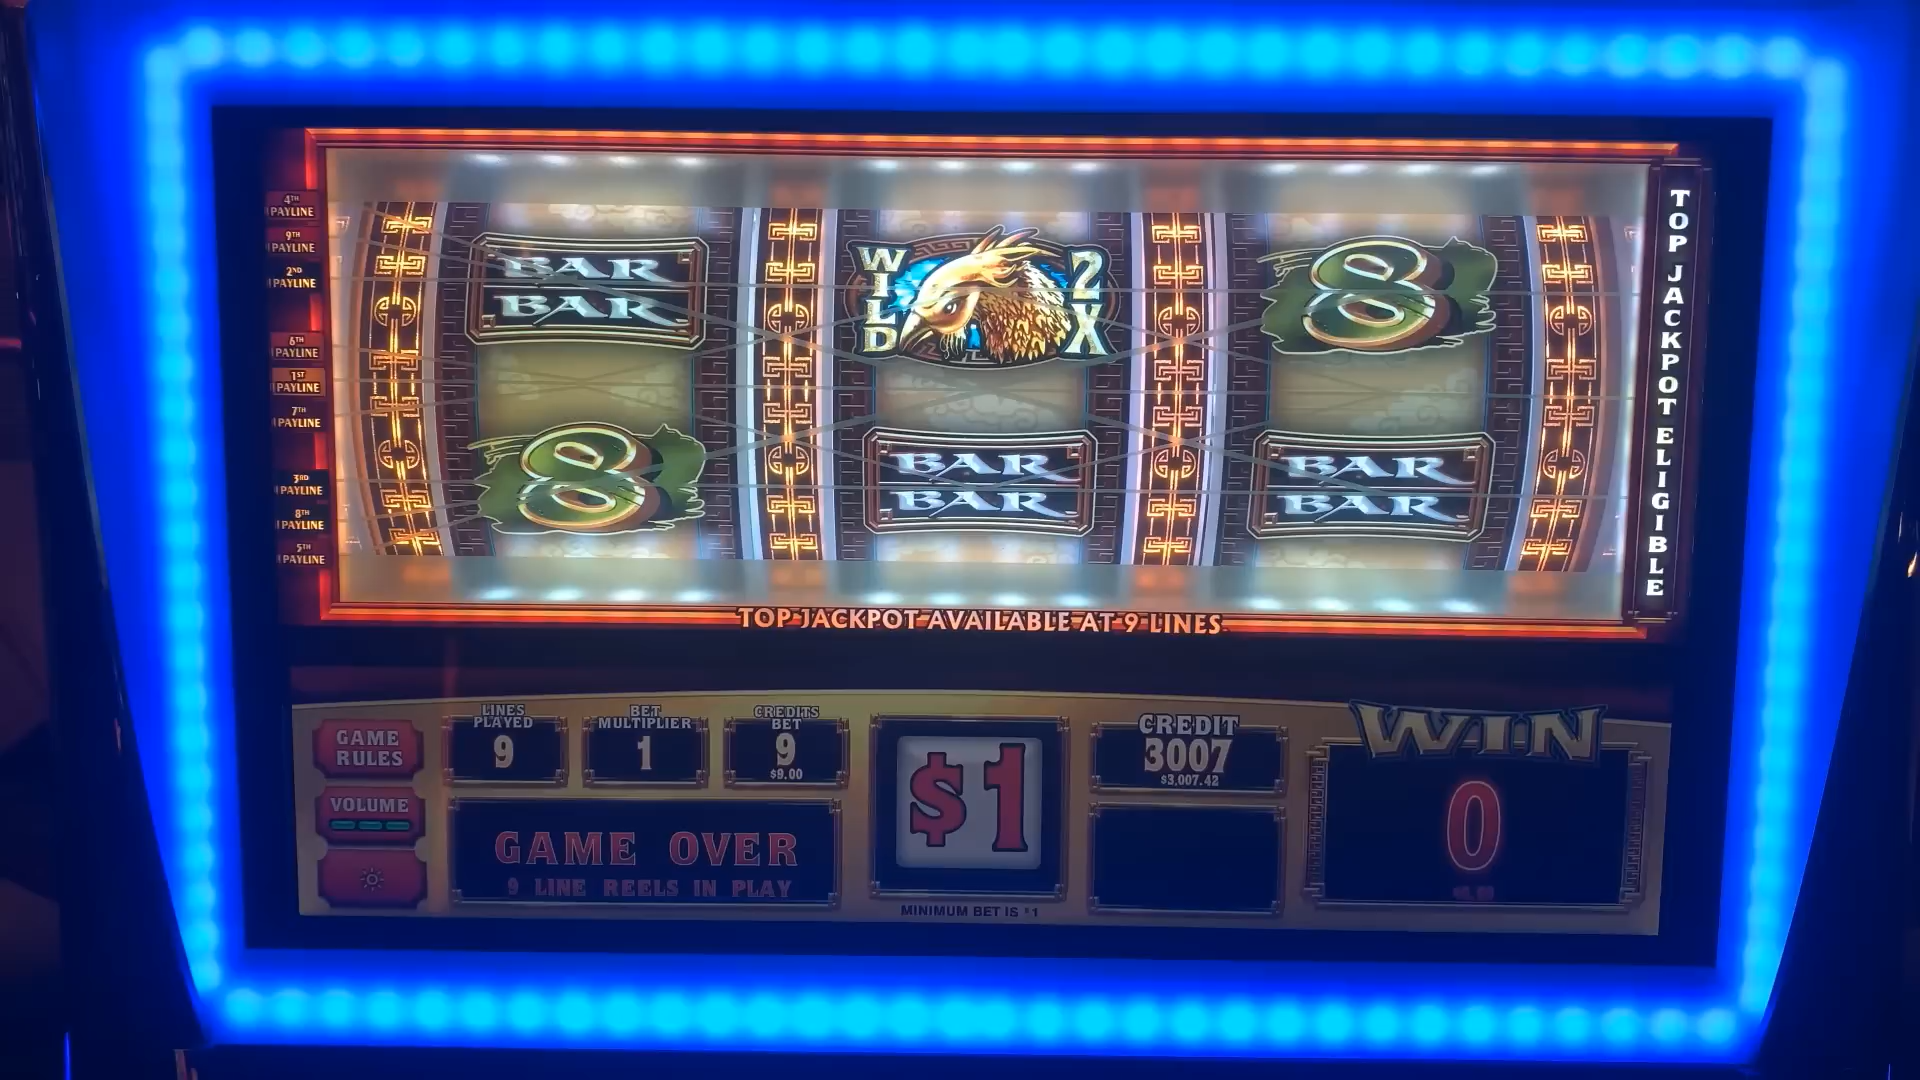 4TH
PAYLINE
9TH
PAYLINE
2ND
PAYLINE
6TH
PAYLINE
1ST
PAYLINE
7TH
PAYLINE
3RD
PAYLINE
8TH
PAYLINE
5TH
PAYLINE
BAR
BAR
WILD
2X
8
8
BAR
BAR
BAR
BAR
TOP JACKPOT ELIGIBLE
TOP JACKPOT AVAILABLE AT 9 LINES
GAME
RULES
VOLUME
LINES
PLAYED
9
BET
MULTIPLIER
1
CREDITS
BET
9
$9.00
GAME OVER
9 LINE REELS IN PLAY
$1
MINIMUM BET IS $1
CREDIT
3007
$3,007.42
WIN
0